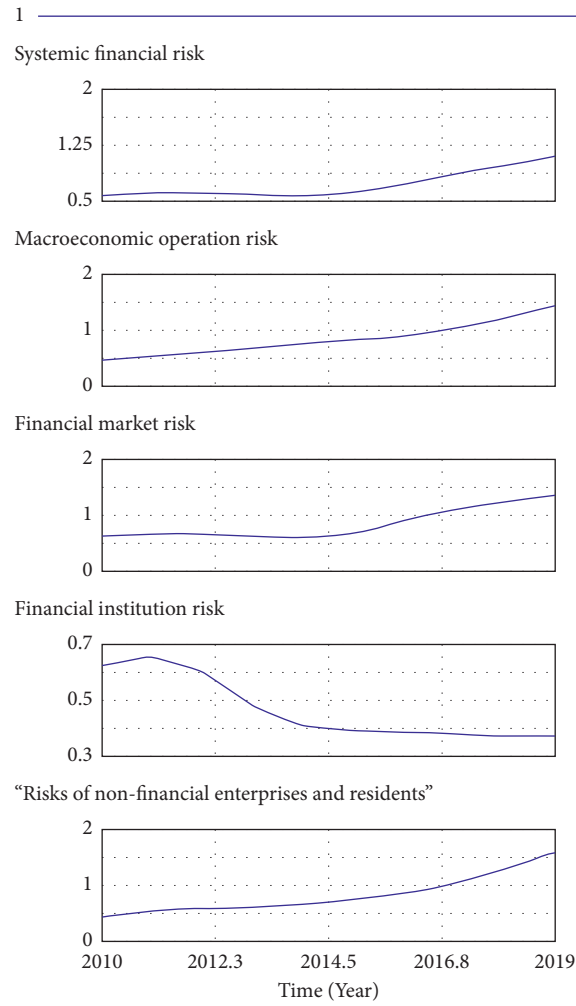 1
Systemic financial risk
2
1.25
0.5
Macroeconomic operation risk
2
1
0
Financial market risk
2
1
0
Financial institution risk
0.7
0.5
0.3
“Risks of non-financial enterprises and residents”
2
1
0
2010 2012.3 2014.5 2016.8 2019
Time (Year)